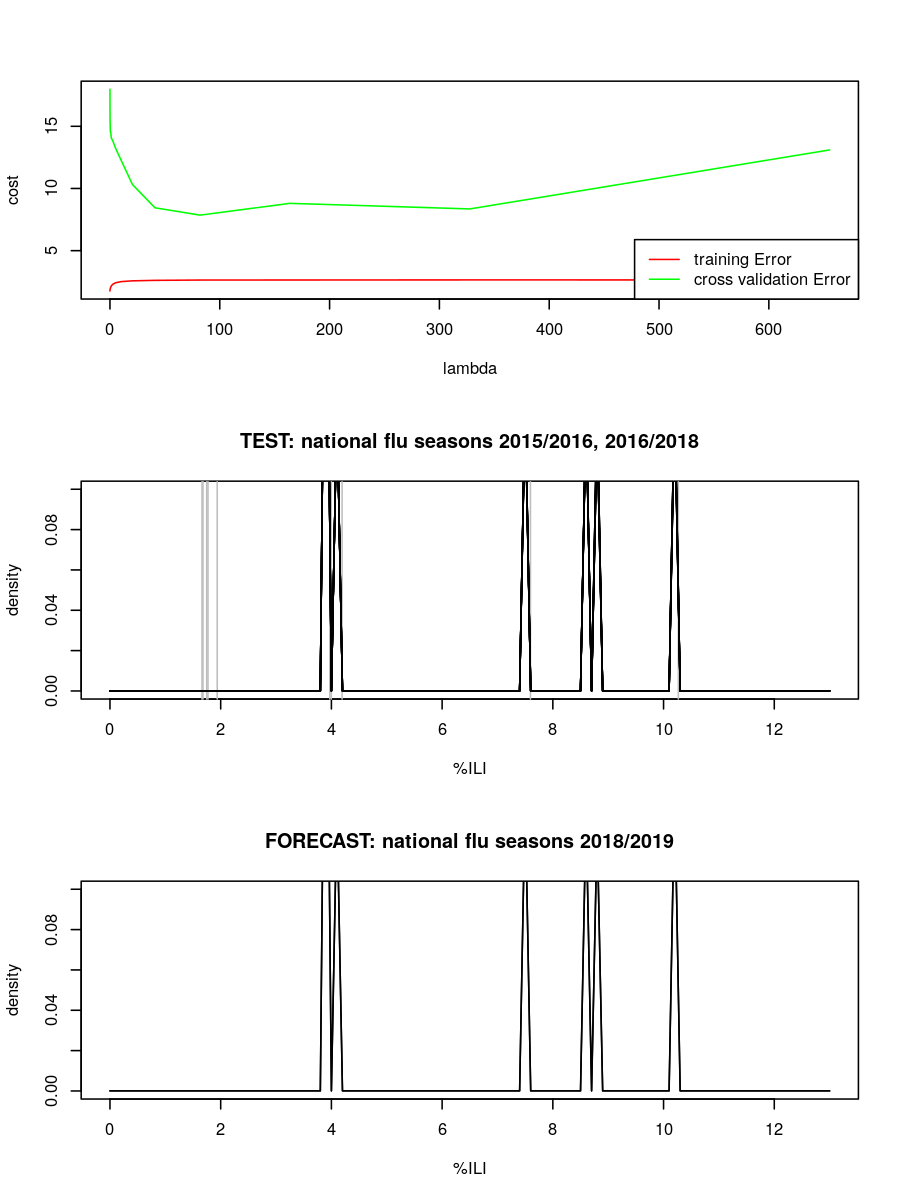 cost
15
10
5
training Error
cross validation Error
0 100 200 300 400 500 600
lambda
TEST: national flu seasons 2015/2016, 2016/2018
density
0.08
0.04
0.00
0 2 4 6 8 10 12
%ILI
FORECAST: national flu seasons 2018/2019
density
0.08
0.04
0.00
0 2 4 6 8 10 12
%ILI